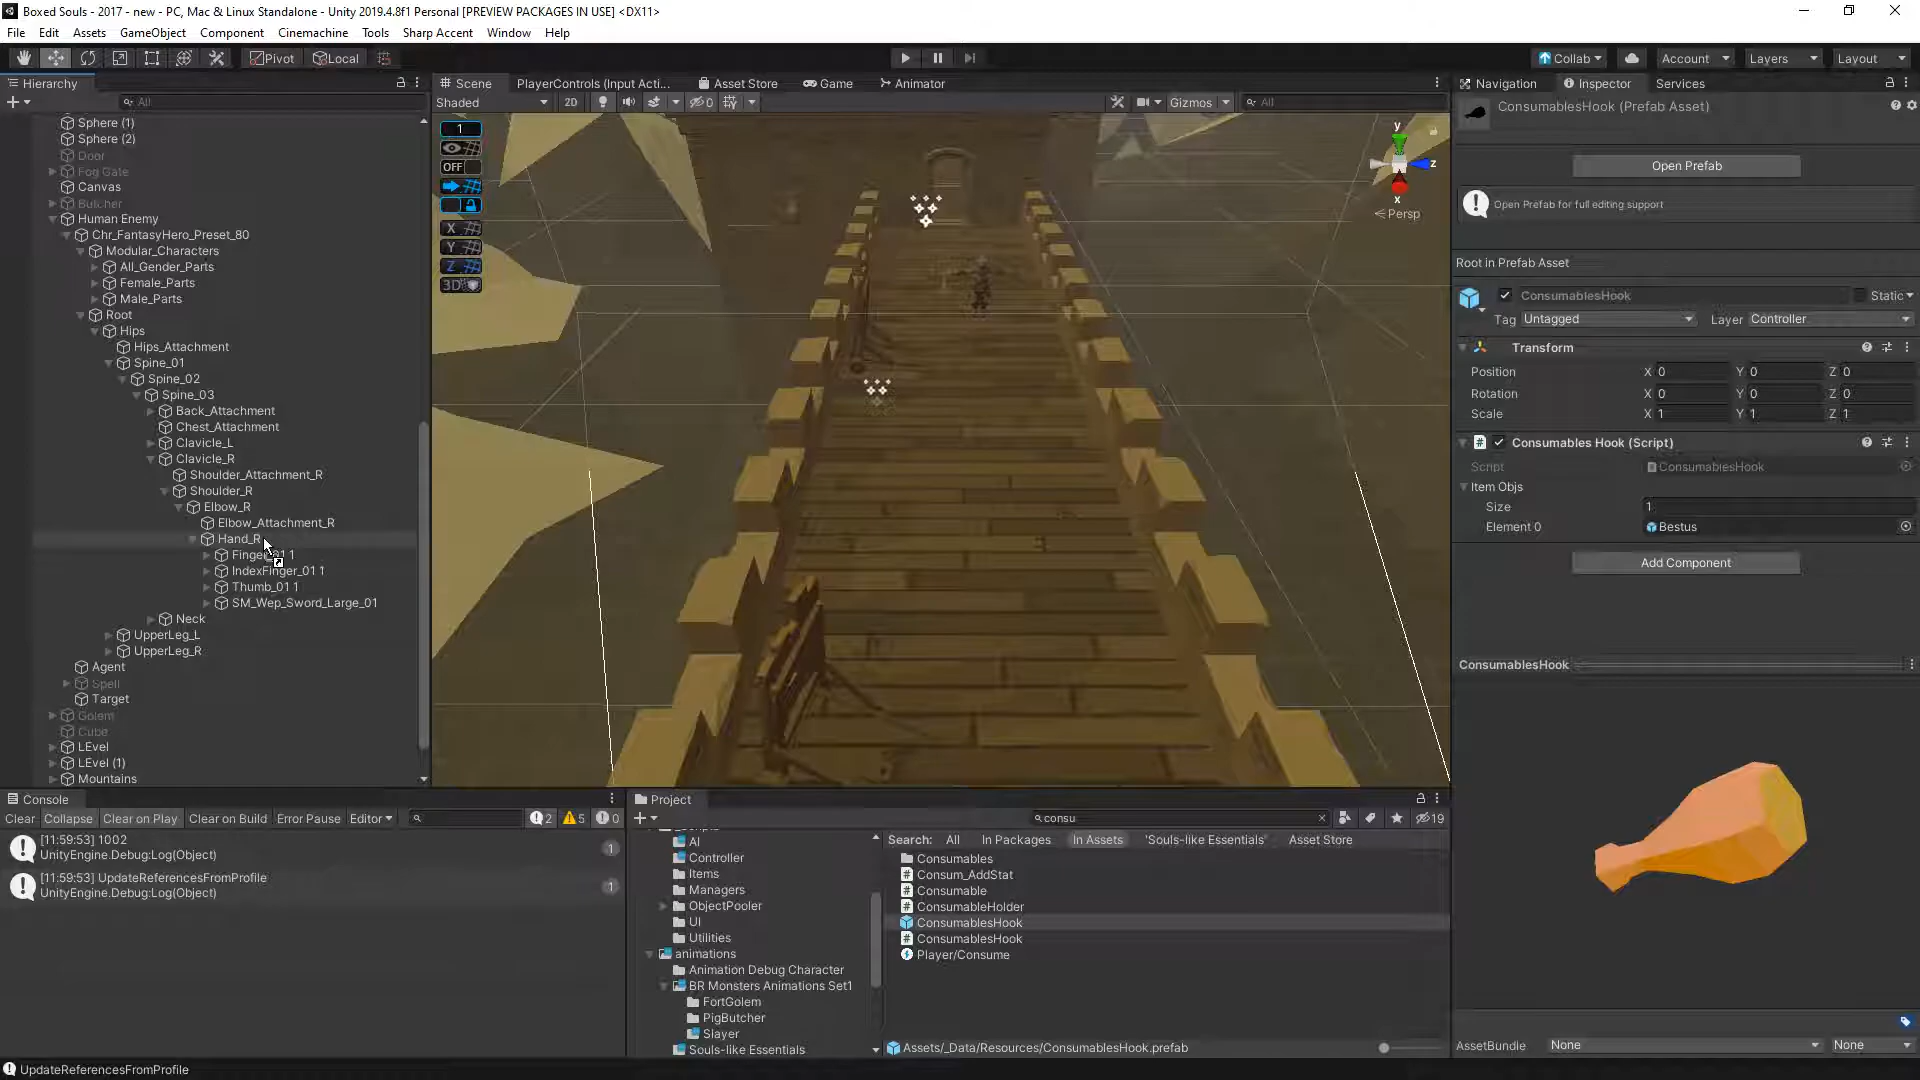 Boxed Souls - 2017 - new - PC, Mac & Linux Standalone - Unity 2019.4.8f1 Personal [PREVIEW PACKAGES IN USE] <DX11>
File Edit Assets GameObject Component Cinemachine Tools Sharp Accent Window Help
Pivot Local Collab Account Layers Layout
Hierarchy
All
Sphere (1)
Sphere (2)
Door
Fog Gate
Canvas
Butcher
Human Enemy
Chr_FantasyHero_Preset_80
Modular_Characters
All_Gender_Parts
Female_Parts
Male_Parts
Root
Hips
Hips_Attachment
Spine_01
Spine_02
Spine_03
Back_Attachment
Chest_Attachment
Clavicle_L
Clavicle_R
Shoulder_Attachment_R
Shoulder_R
Elbow_R
Elbow_Attachment_R
Hand_R
IndexFinger_01 1
Thumb_01 1
SM_Wep_Sword_Large_01
Neck
UpperLeg_L
UpperLeg_R
Agent
Spell
Target
Golem
Cube
LEvel
LEvel (1)
Mountains
Scene PlayerControls (Input Acti... Asset Store Game Animator
Shaded 2D 0 Gizmos All
1
OFF
X
Y
Z
3D
y
z
x
Persp
Navigation Inspector Services
ConsumablesHook (Prefab Asset)
Open Prefab
Open Prefab for full editing support
Root in Prefab Asset
ConsumablesHook Static
Tag Untagged Layer Controller
Transform
Position X 0 Y 0 Z 0
Rotation X 0 Y 0 Z 0
Scale X 1 Y 1 Z 1
Consumables Hook (Script)
Script ConsumablesHook
Item Objs
Size 1
Element 0 Bestus
Add Component
ConsumablesHook
AssetBundle None None
Console
Clear Collapse Clear on Play Clear on Build Error Pause Editor 2 5 0
[11:59:53] 1002
UnityEngine.Debug:Log(Object)
1
[11:59:53] UpdateReferencesFromProfile
UnityEngine.Debug:Log(Object)
1
UpdateReferencesFromProfile
Project
consu 19
AI
Controller
Items
Managers
ObjectPooler
UI
Utilities
animations
Animation Debug Character
BR Monsters Animations Set1
FortGolem
PigButcher
Slayer
Souls-like Essentials
Search: All In Packages In Assets 'Souls-like Essentials' Asset Store
Consumables
Consum_AddStat
Consumable
ConsumableHolder
ConsumablesHook
ConsumablesHook
Player/Consume
Assets/_Data/Resources/ConsumablesHook.prefab